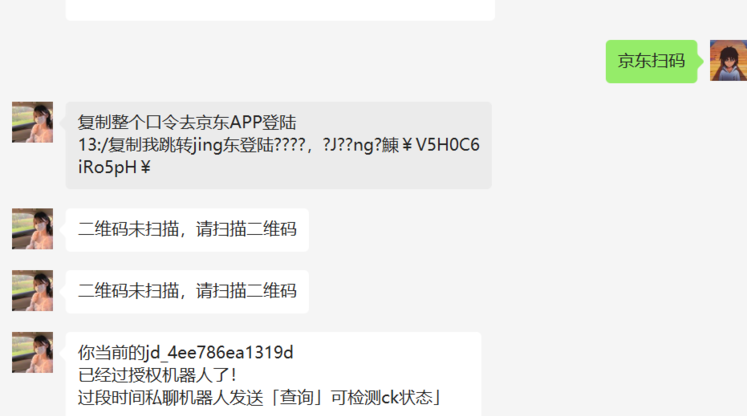 京东扫码
复制整个口令去京东APP登陆
13:/复制我跳转jing东登陆????，?J??ng?鰊￥V5H0C6
iRo5pH￥
二维码未扫描，请扫描二维码
二维码未扫描，请扫描二维码
你当前的jd_4ee786ea1319d
已经过授权机器人了！
过段时间私聊机器人发送「查询」可检测ck状态」